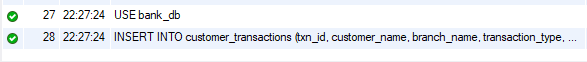 27 22:27:24 USE bank_db
28 22:27:24 INSERT INTO customer_transactions (txn_id, customer_name, branch_name, transaction_type, ...